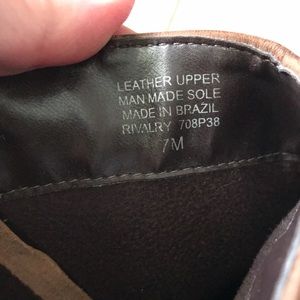 LEATHER UPPER
MAN MADE SOLE
MADE IN BRAZIL
RIVALRY 708P38
7M